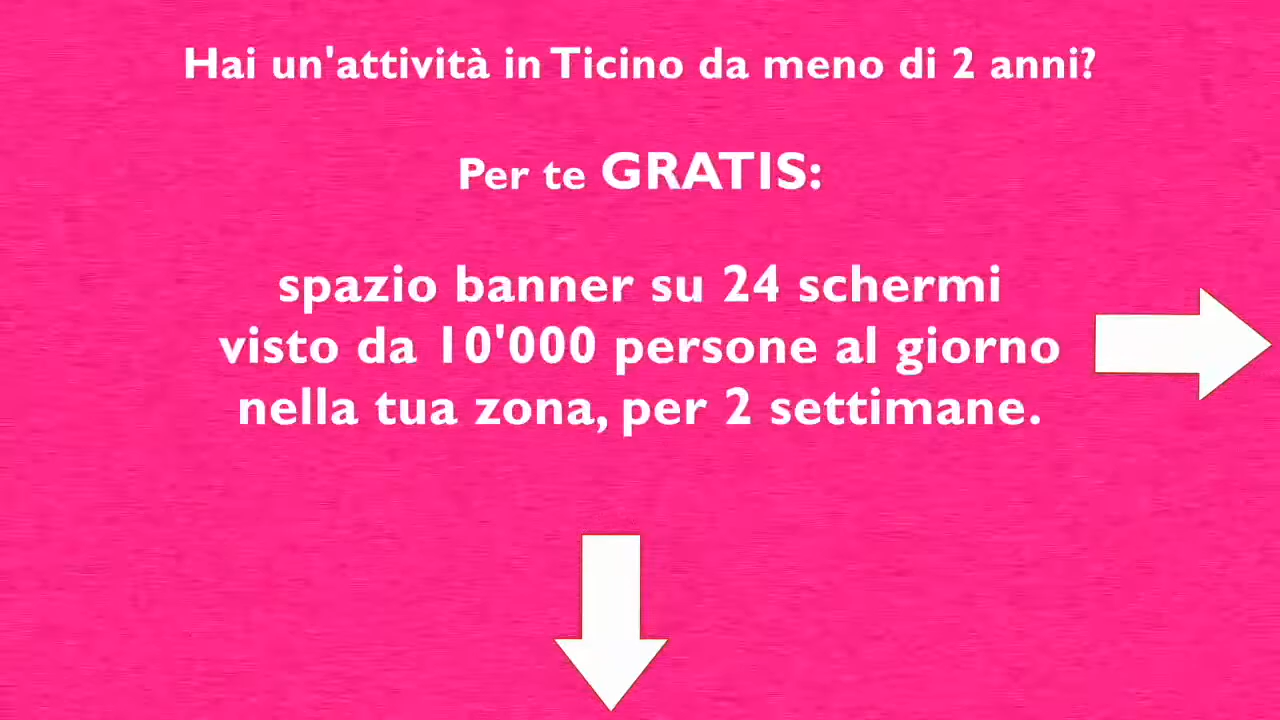 Hai un'attività in Ticino da meno di 2 anni?
Per te GRATIS:
spazio banner su 24 schermi
visto da 10'000 persone al giorno
nella tua zona, per 2 settimane.